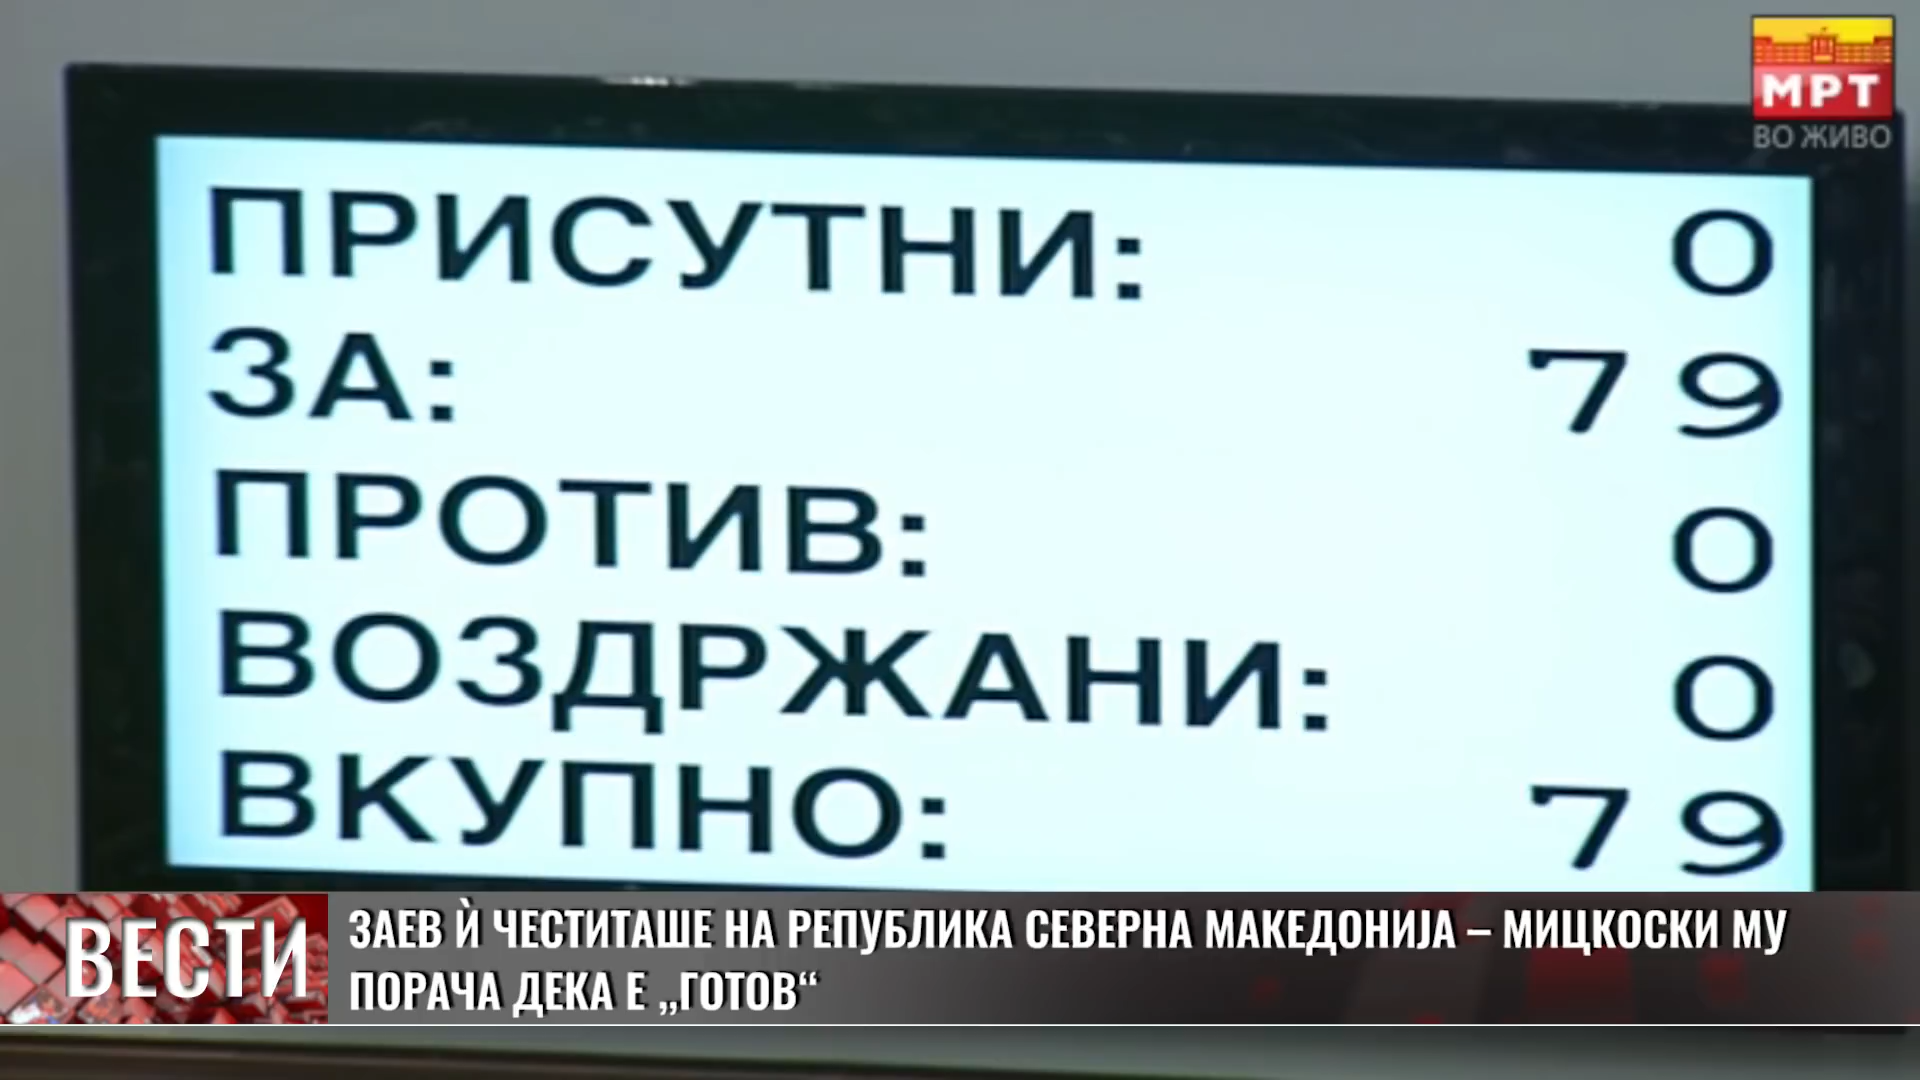 МРТ
ВО ЖИВО
ПРИСУТНИ: 0
ЗА: 79
ПРОТИВ: 0
ВОЗДРЖАНИ: 0
ВКУПНО: 79
ВЕСТИ
ЗАЕВ Ѝ ЧЕСТИТАШЕ НА РЕПУБЛИКА СЕВЕРНА МАКЕДОНИЈА – МИЦКОСКИ МУ
ПОРАЧА ДЕКА Е „ГОТОВ“